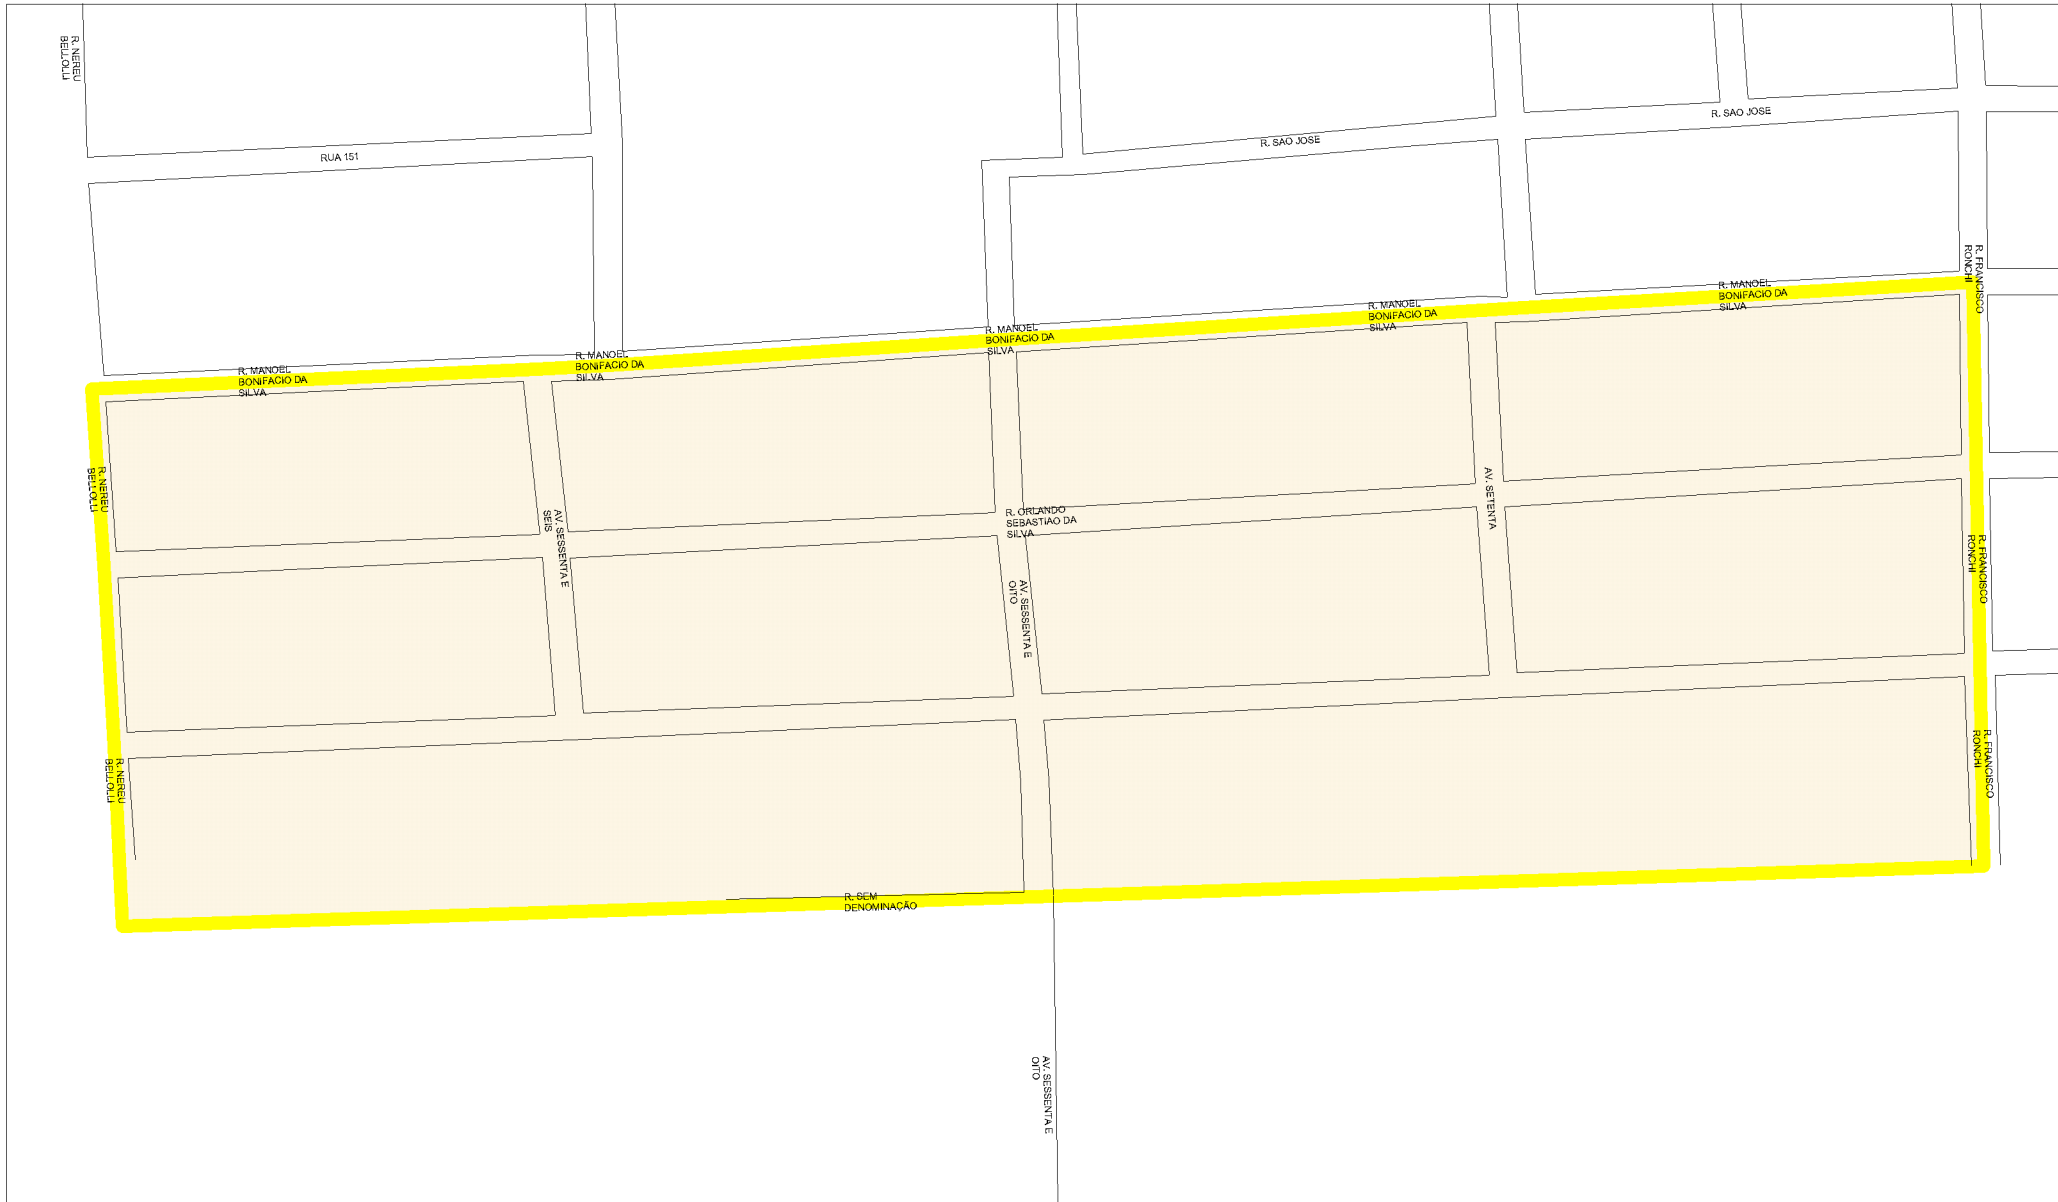 R. NEREU
BELLOLLI
R. SAO JOSE
R. SAO JOSE
RUA 151
R. FRANCISCO
RONCHI
R. MANOEL
BONIFACIO DA
SILVA
R. MANOEL
BONIFACIO DA
SILVA
R. MANOEL
BONIFACIO DA
SILVA
R. MANOEL
BONIFACIO DA
SILVA
R. MANOEL
BONIFACIO DA
SILVA
R. NEREU
BELLOLLI
AV. SETENTA
AV. SESSENTA E
SEIS
R. ORLANDO
SEBASTIAO DA
SILVA
R. FRANCISCO
RONCHI
AV. SESSENTA E
OITO
R. FRANCISCO
RONCHI
R. NEREU
BELLOLLI
R. SEM
DENOMINAÇÃO
AV. SESSENTA E
OITO